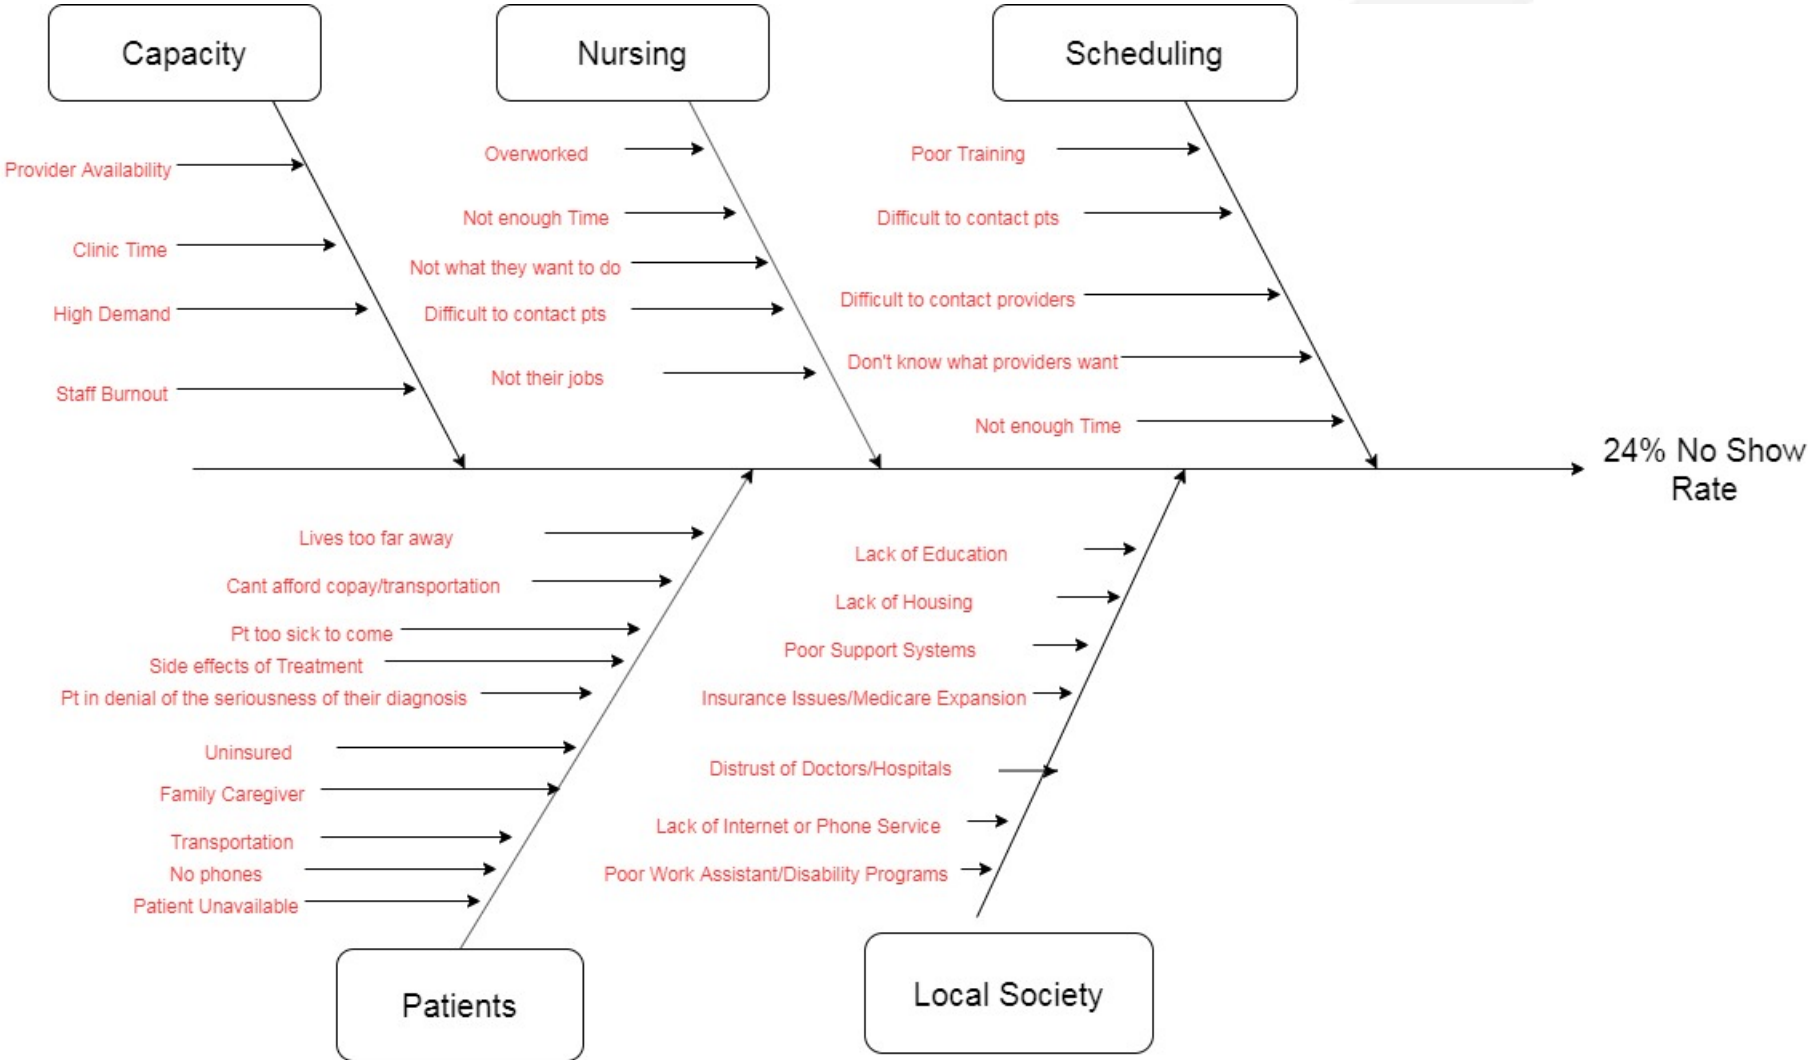 Capacity
Nursing
Scheduling
Provider Availability
Clinic Time
High Demand
Staff Burnout
Overworked
Not enough Time
Not what they want to do
Difficult to contact pts
Not their jobs
Poor Training
Difficult to contact pts
Difficult to contact providers
Don't know what providers want
Not enough Time
24% No Show
Rate
Lives too far away
Cant afford copay/transportation
Pt too sick to come
Side effects of Treatment
Pt in denial of the seriousness of their diagnosis
Uninsured
Family Caregiver
Transportation
No phones
Patient Unavailable
Lack of Education
Lack of Housing
Poor Support Systems
Insurance Issues/Medicare Expansion
Distrust of Doctors/Hospitals
Lack of Internet or Phone Service
Poor Work Assistant/Disability Programs
Patients
Local Society